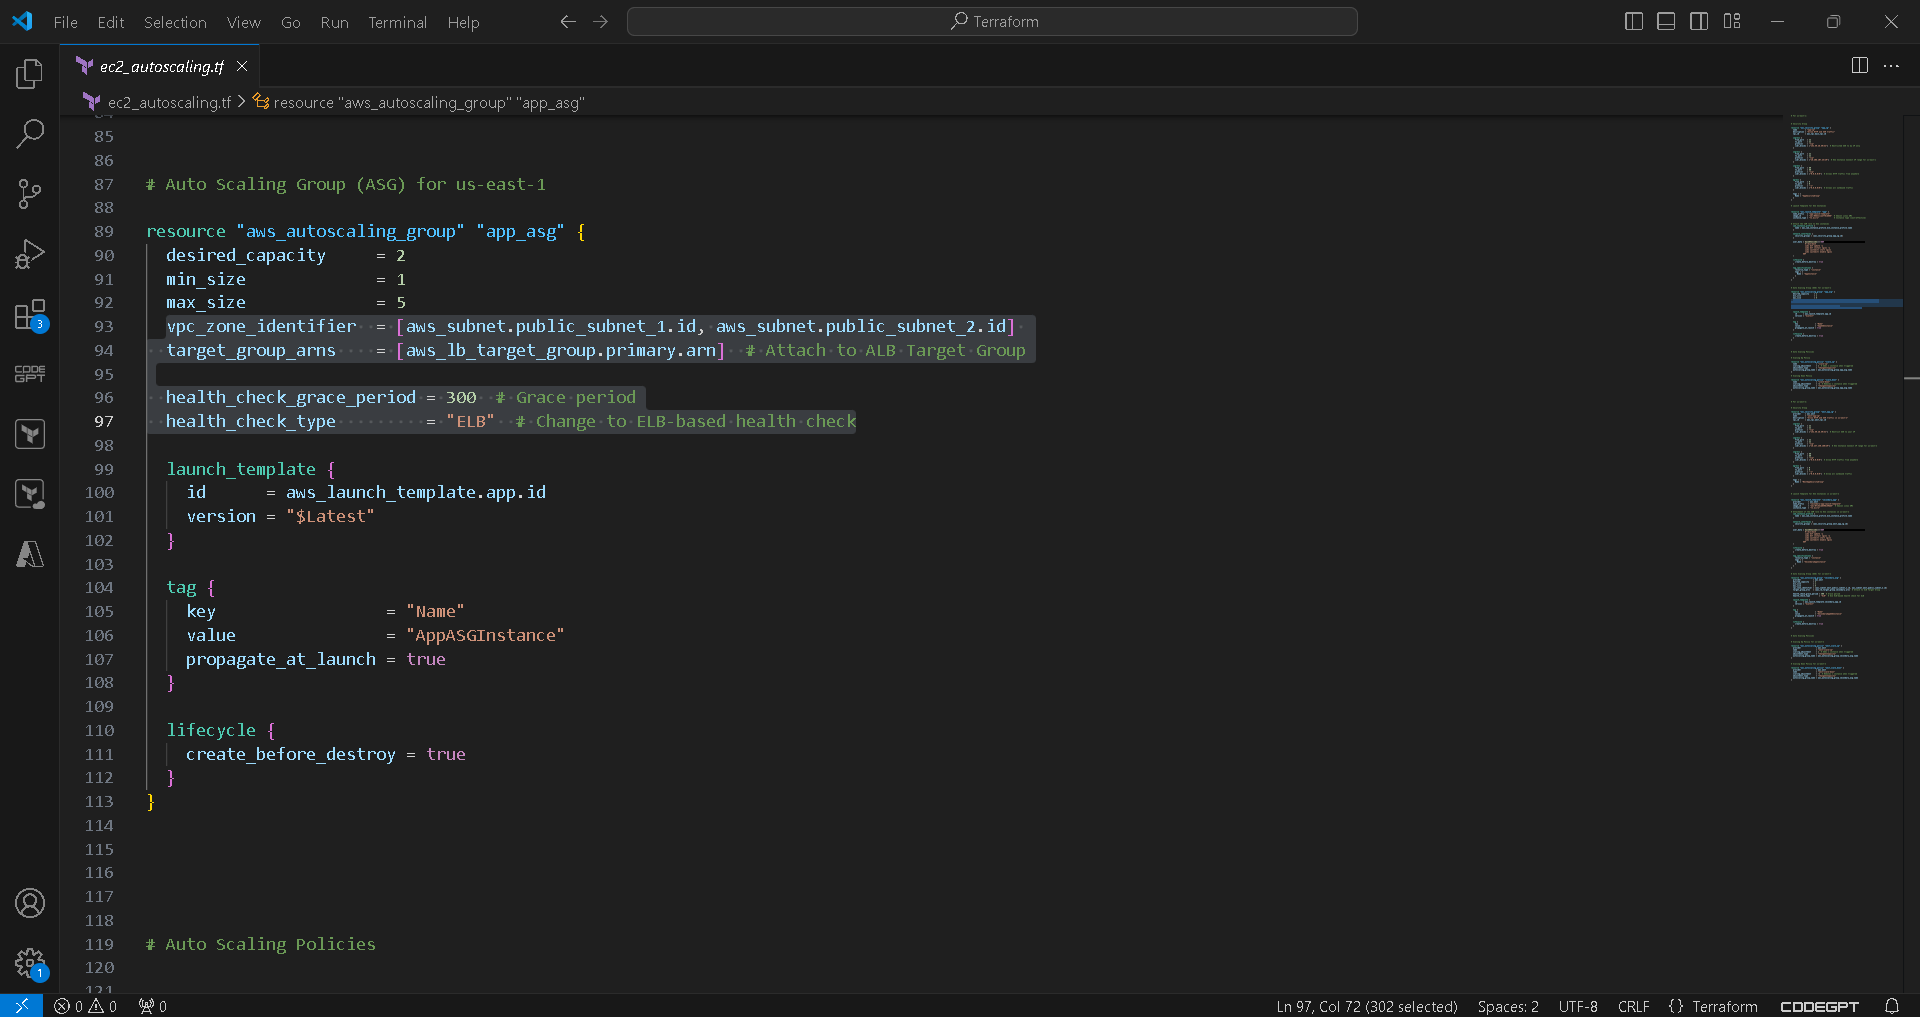 File Edit Selection View Go Run Terminal Help Terraform
ec2_autoscaling.tf
ec2_autoscaling.tf > resource "aws_autoscaling_group" "app_asg"
85
86
87 # Auto Scaling Group (ASG) for us-east-1
88
89 resource "aws_autoscaling_group" "app_asg" {
90 desired_capacity = 2
91 min_size = 1
92 max_size = 5
93 vpc_zone_identifier = [aws_subnet.public_subnet_1.id, aws_subnet.public_subnet_2.id]
94 target_group_arns = [aws_lb_target_group.primary.arn] # Attach to ALB Target Group
95
96 health_check_grace_period = 300 # Grace period
97 health_check_type = "ELB" # Change to ELB-based health check
98
99 launch_template {
100 id = aws_launch_template.app.id
101 version = "$Latest"
102 }
103
104 tag {
105 key = "Name"
106 value = "AppASGInstance"
107 propagate_at_launch = true
108 }
109
110 lifecycle {
111 create_before_destroy = true
112 }
113 }
114
115
116
117
118
119 # Auto Scaling Policies
120
121
3
CODE
GPT
1
0 0 0 Ln 97, Col 72 (302 selected) Spaces: 2 UTF-8 CRLF {} Terraform CODEGPT